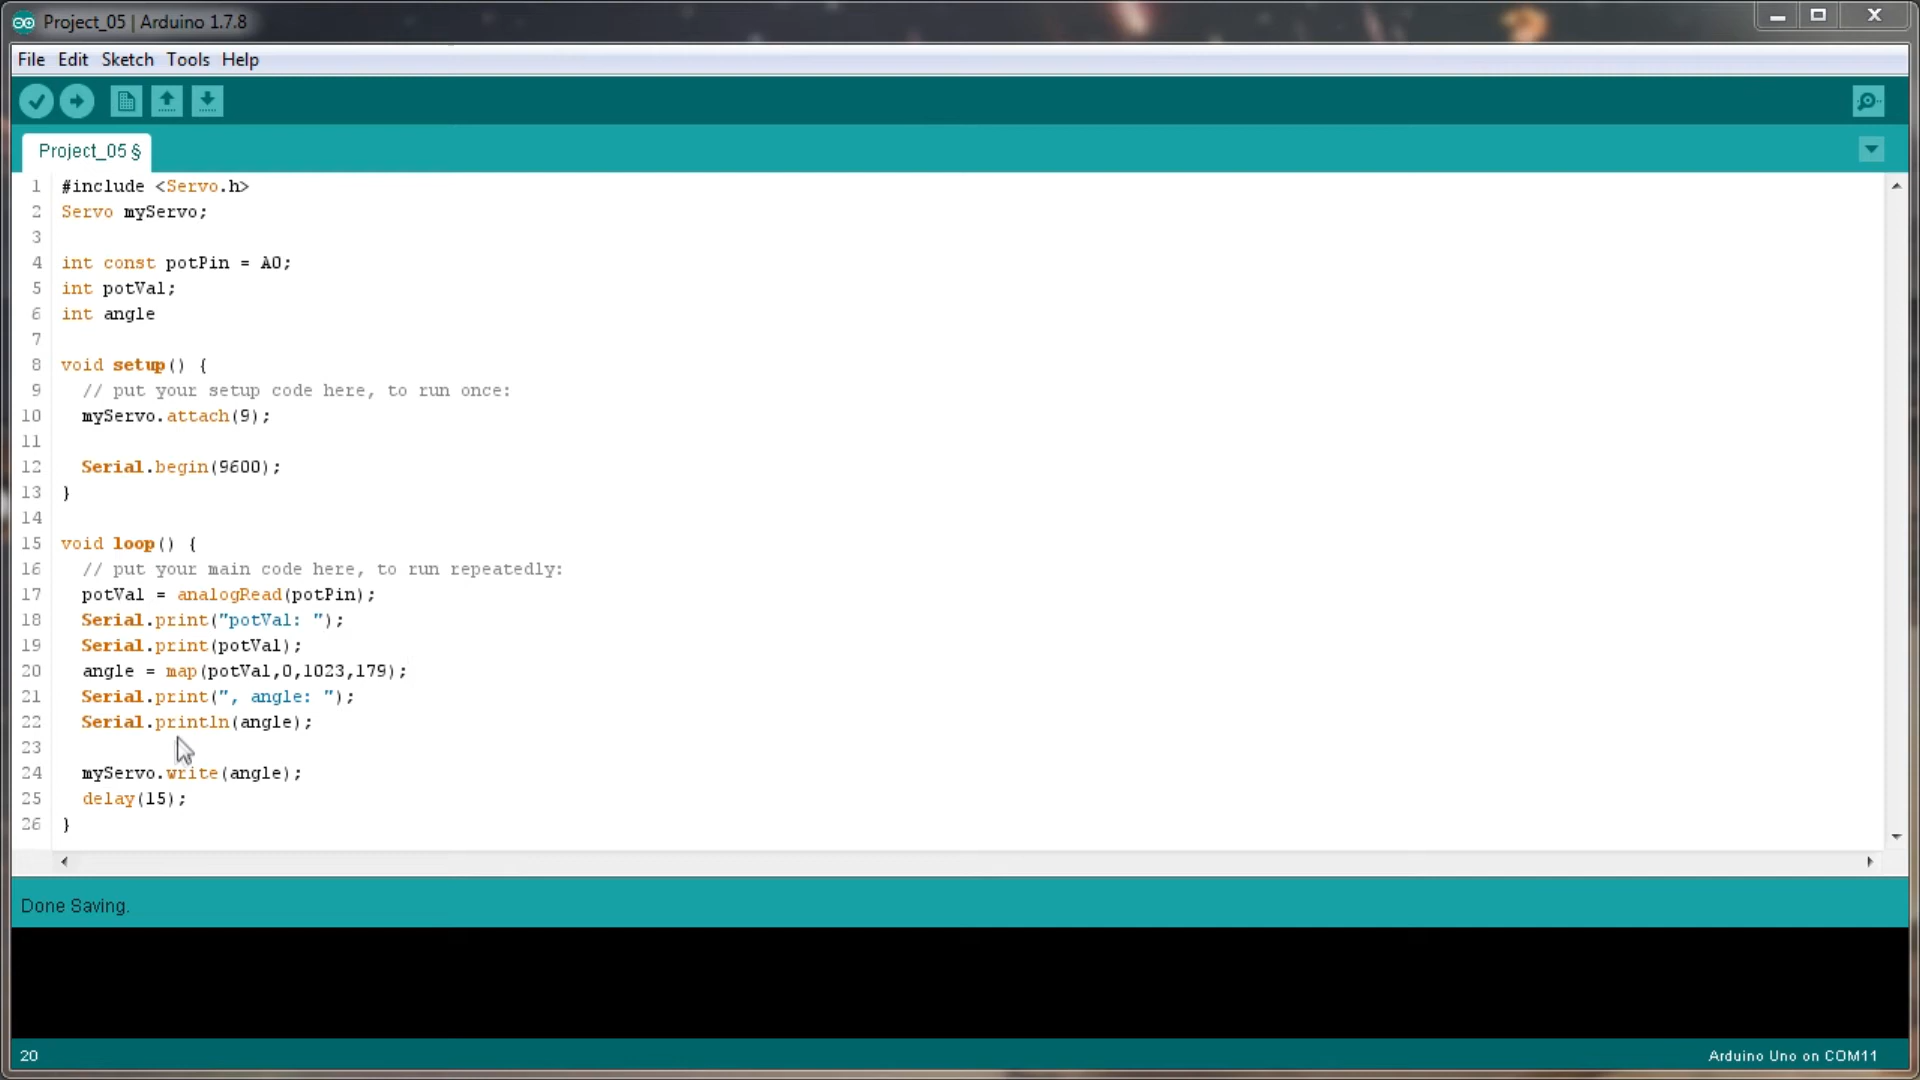 Project_05 | Arduino 1.7.8
File Edit Sketch Tools Help
Project_05 §
1 #include <Servo.h>
2 Servo myServo;
3
4 int const potPin = A0;
5 int potVal;
6 int angle
7
8 void setup() {
9 // put your setup code here, to run once:
10 myServo.attach(9);
11
12 Serial.begin(9600);
13 }
14
15 void loop() {
16 // put your main code here, to run repeatedly:
17 potVal = analogRead(potPin);
18 Serial.print("potVal: ");
19 Serial.print(potVal);
20 angle = map(potVal,0,1023,179);
21 Serial.print(", angle: ");
22 Serial.println(angle);
23
24 myServo.write(angle);
25 delay(15);
26 }
Done Saving.
20 Arduino Uno on COM11